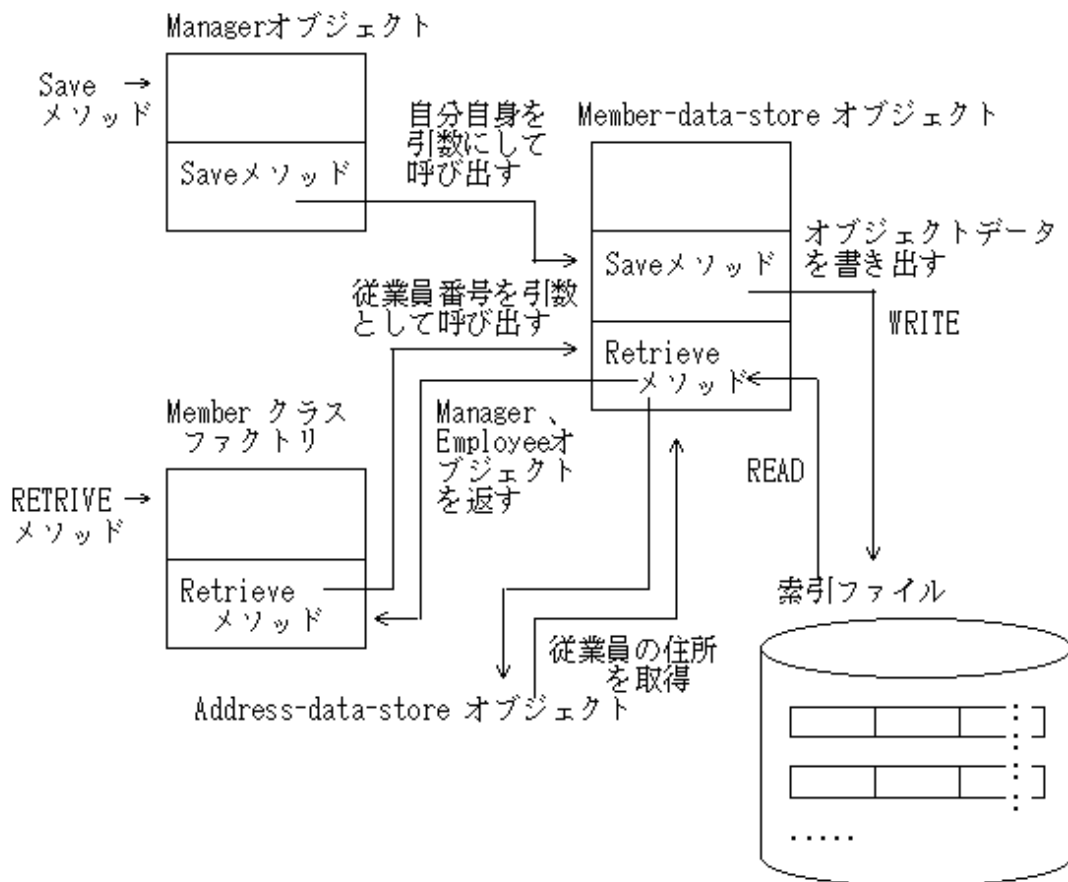 Managerオブジェクト
Save →
メソッド
Saveメソッド
自分自身を
引数にして
呼び出す
Member-data-store オブジェクト
Saveメソッド
オブジェクトデータ
を書き出す
WRITE
従業員番号を引数
として呼び出す
Retrieve
メソッド
Member クラス
ファクトリ
Manager 、
Employeeオ
ブジェクト
を返す
READ
RETRIVE →
メソッド
Retrieve
メソッド
索引ファイル
従業員の住所
を取得
Address-data-store オブジェクト